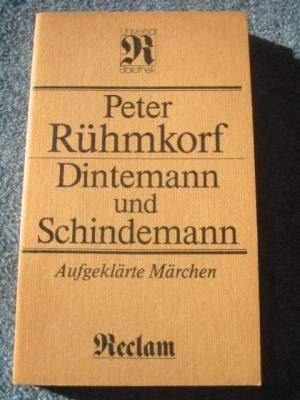 Universal
R
Bibliothek
Peter
Rühmkorf
Dintemann
und
Schindemann
Aufgeklärte Märchen
Reclam